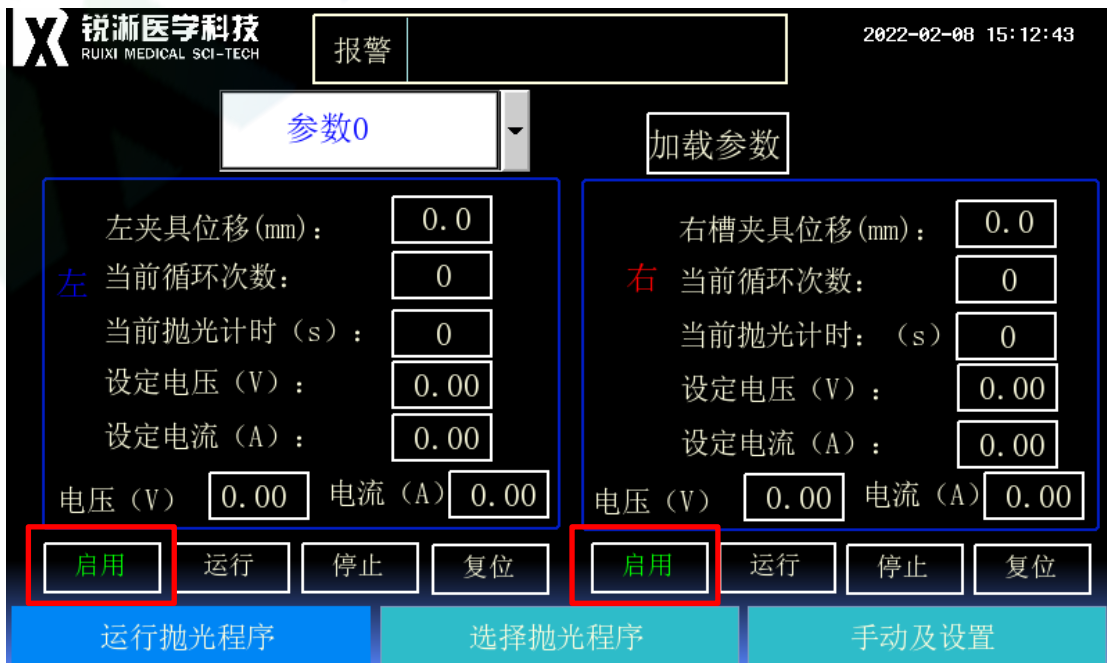 锐浙医学科技
RUIXI MEDICAL SCI-TECH
报警
2022-02-08 15:12:43
参数0
加载参数
左
左夹具位移(mm): 0.0
当前循环次数: 0
当前抛光计时（s）: 0
设定电压（V）: 0.00
设定电流（A）: 0.00
电压（V） 0.00 电流（A） 0.00
启用 运行 停止 复位
右
右槽夹具位移(mm): 0.0
当前循环次数: 0
当前抛光计时: （s） 0
设定电压（V）: 0.00
设定电流（A）: 0.00
电压（V） 0.00 电流（A） 0.00
启用 运行 停止 复位
运行抛光程序 选择抛光程序 手动及设置